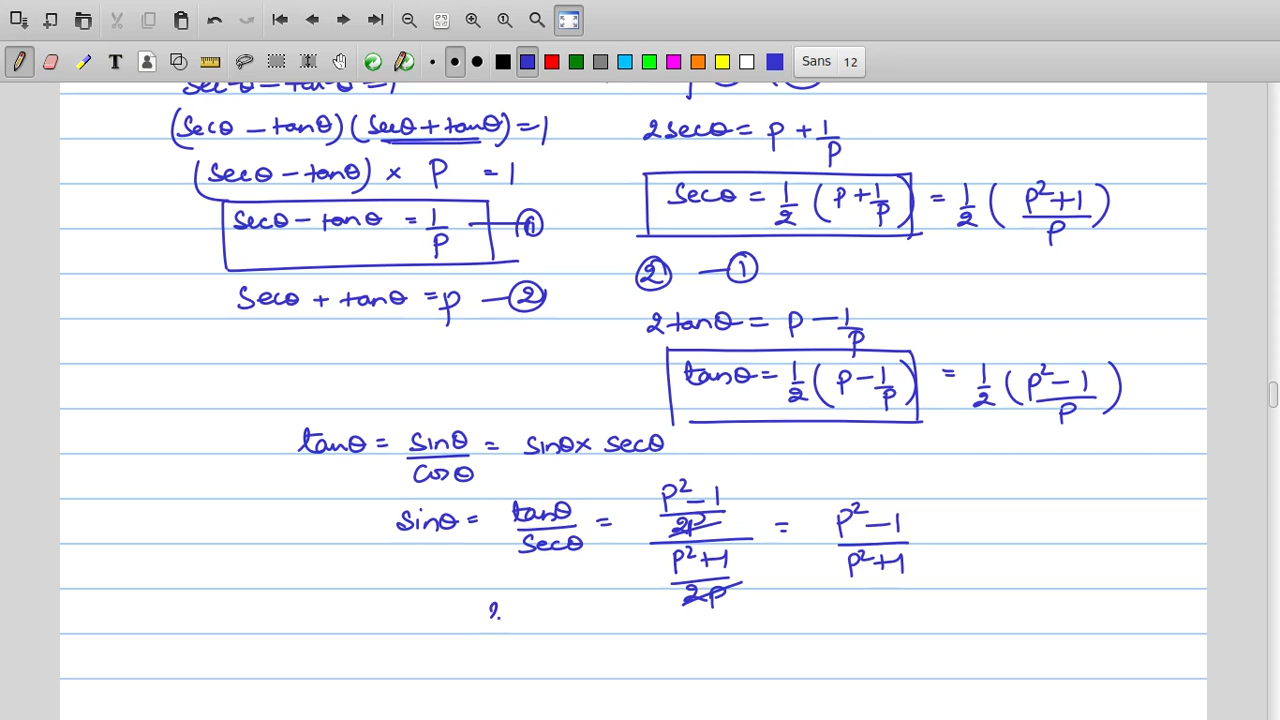 Sans 12
sec²θ - tan²θ = 1
(secθ - tanθ)(secθ + tanθ) = 1
(secθ - tanθ) × P = 1
secθ - tanθ = 1/P — ①
secθ + tanθ = p — ②
2secθ = p + 1/p
secθ = 1/2 (p + 1/p) = 1/2 (p²+1/p)
② — ①
2tanθ = p - 1/p
tanθ = 1/2 (p - 1/p) = 1/2 (p² - 1/p)
tanθ = sinθ/cosθ = sinθ × secθ
sinθ = tanθ/secθ = (p² - 1/2p)/(p² + 1/2p) = p² - 1/p² + 1